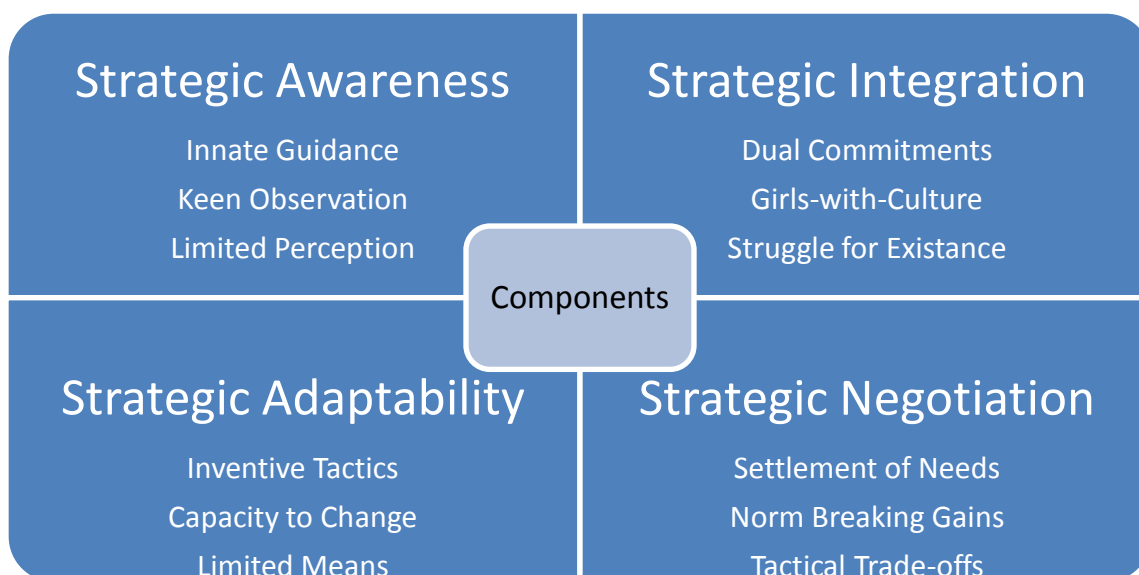 Strategic Awareness
Innate Guidance
Keen Observation
Limited Perception
Strategic Integration
Dual Commitments
Girls-with-Culture
Struggle for Existance
Components
Strategic Adaptability
Inventive Tactics
Capacity to Change
Limited Means
Strategic Negotiation
Settlement of Needs
Norm Breaking Gains
Tactical Trade-offs